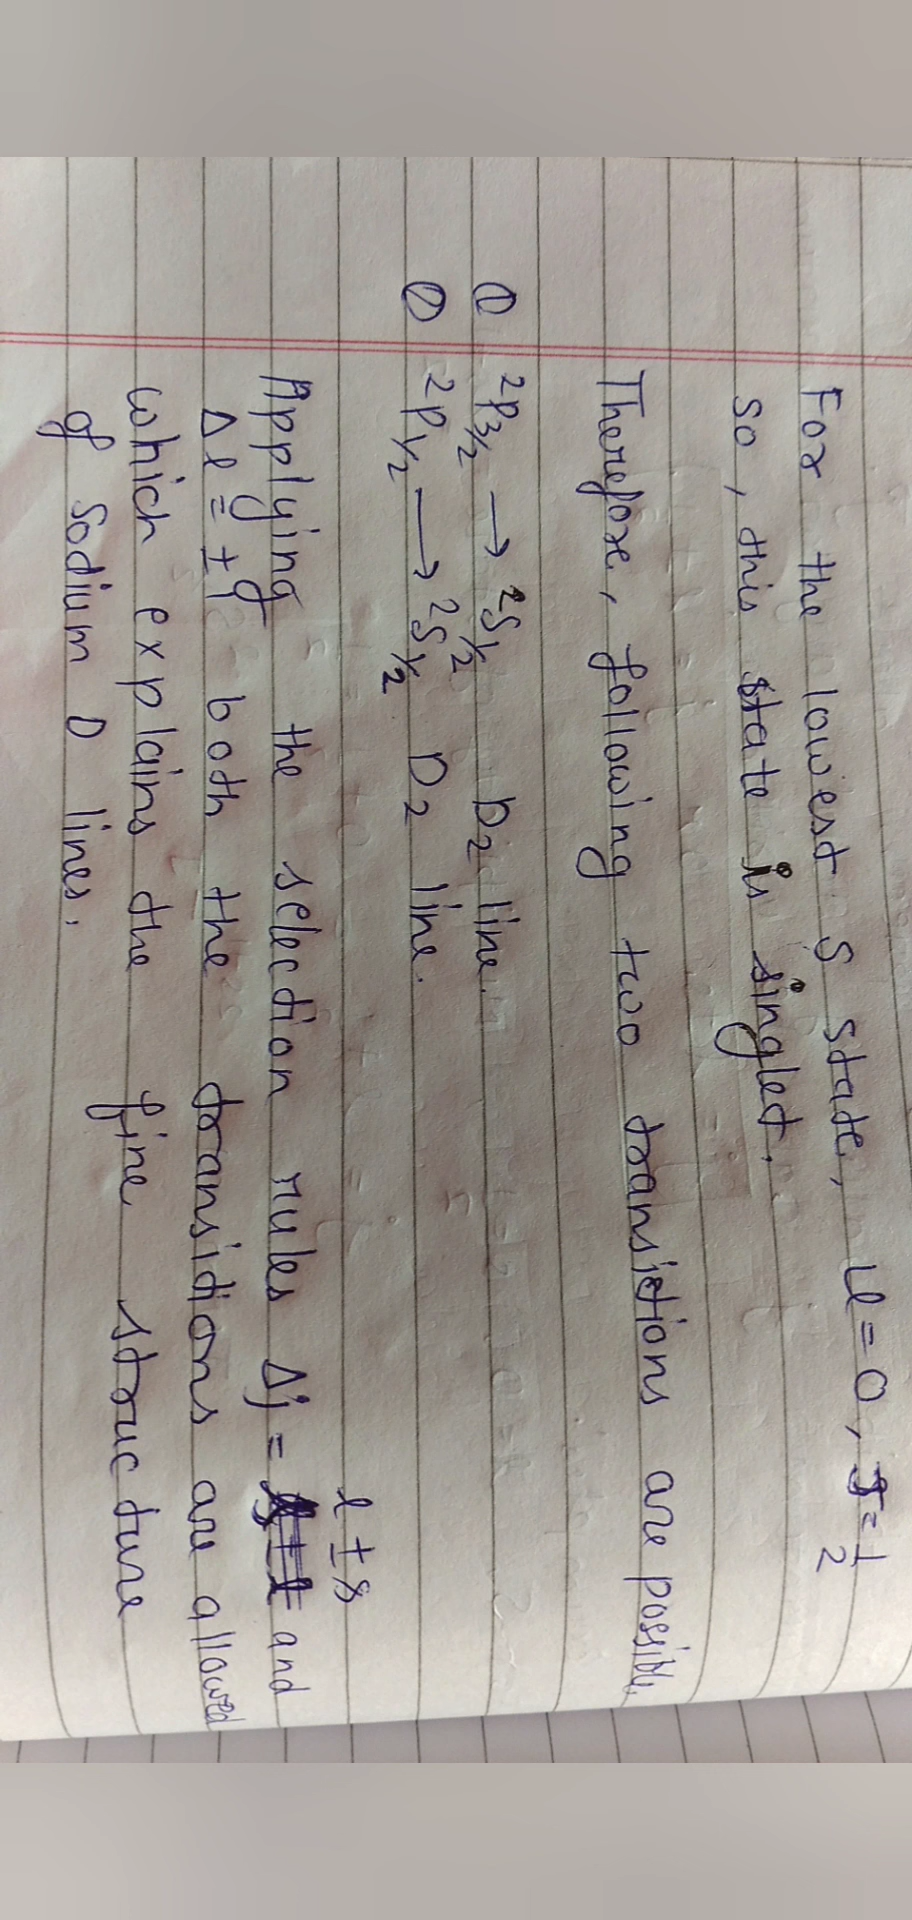 For the lowest S state, l=0, J=1/2
so, this state is singlet.
Therefore, following two transictions are possible.
① ²P3/2 → ²S1/2 D2 line.
① ²P1/2 → ²S1/2 D2 line.
l ± s
Applying the selection rules Δj = and
Δl = ±1 both the transitions are allowed
which explains the fine structure
of Sodium D lines.